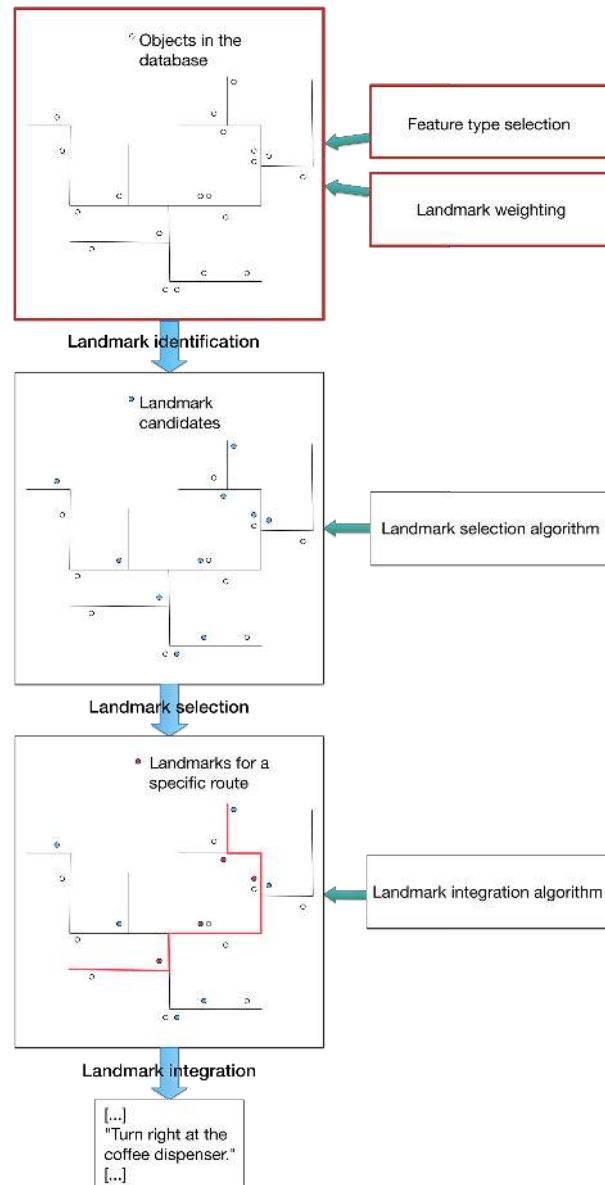 Objects in the
database
Feature type selection
Landmark weighting
Landmark identification
Landmark
candidates
Landmark selection algorithm
Landmark selection
Landmarks for a
specific route
Landmark integration algorithm
Landmark integration
[...]
"Turn right at the
coffee dispenser."
[...]